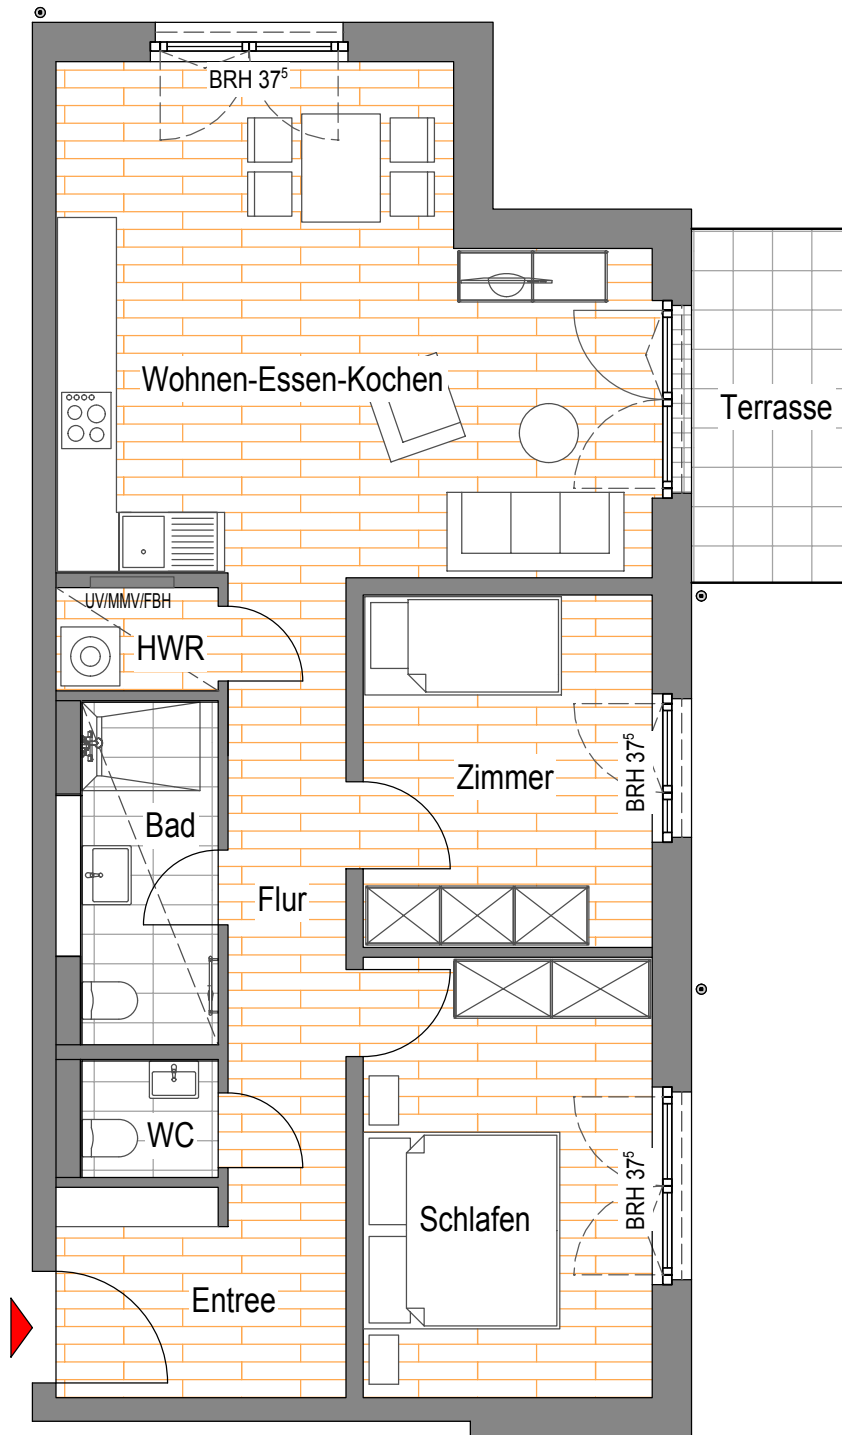 BRH 37⁵
Wohnen-Essen-Kochen
Terrasse
UV/MMV/FBH
HWR
Zimmer
BRH 37⁵
Bad
Flur
WC
Schlafen
BRH 37⁵
Entree